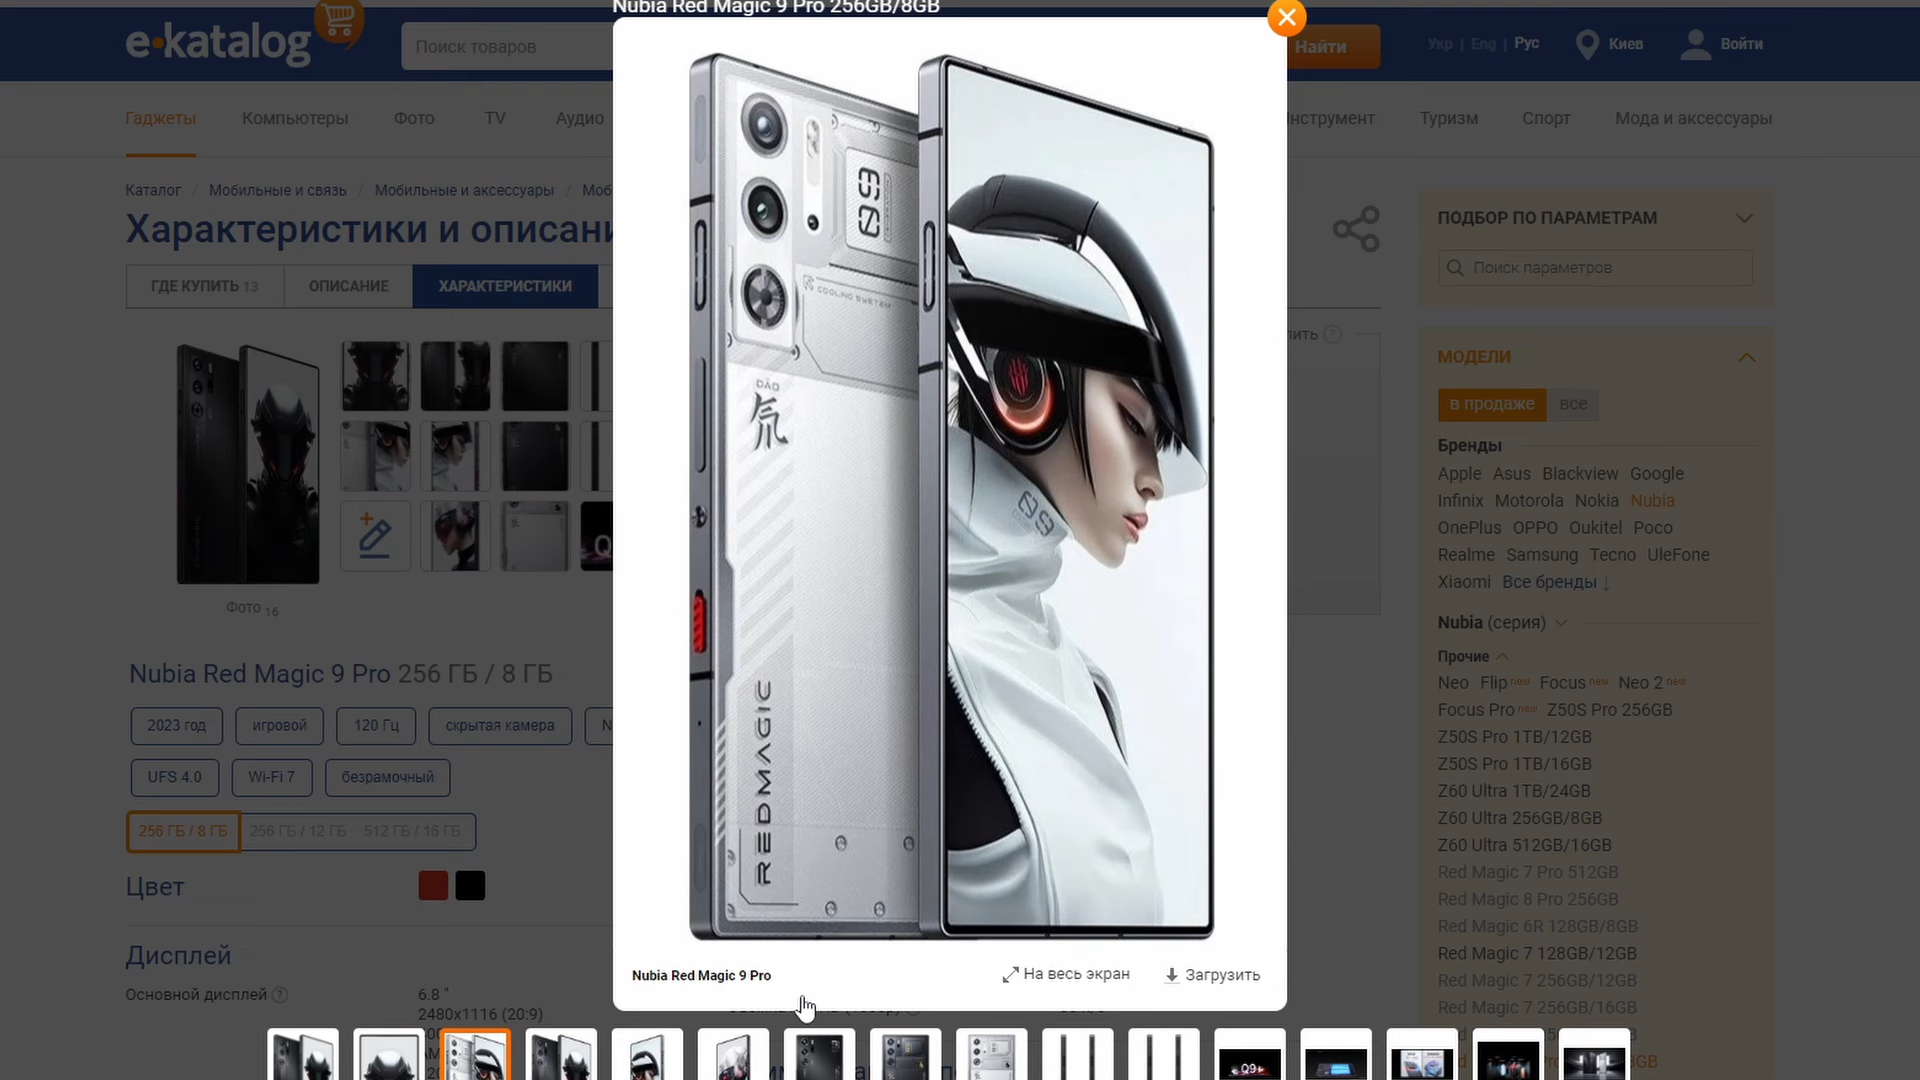 Nubia Red Magic 9 Pro 256GB/8GB
e-katalog
Поиск товаров
Найти
Укр | Eng | Рус
Киев
Войти
Гаджеты
Компьютеры
Фото
TV
Аудио
Туризм
Спорт
Мода и аксессуары
Каталог / Мобильные и связь / Мобильные и аксессуары /
Характеристики и
ГДЕ КУПИТЬ 13
ОПИСАНИЕ
ХАРАКТЕРИСТИКИ
Фото 16
Nubia Red Magic 9 Pro 256 ГБ / 8 ГБ
2023 год
игровой
120 Гц
скрытая камера
UFS 4.0
Wi-Fi 7
безрамочный
256 ГБ / 8 ГБ
256 ГБ / 12 ГБ
512 ГБ / 16 ГБ
Цвет
Дисплей
Основной дисплей
6.8 "
2480x1116 (20:9)
09
COOLING SYSTEM
DAO
氘
REDMAGIC
09
Nubia Red Magic 9 Pro
На весь экран
Загрузить
Q9+
ПОДБОР ПО ПАРАМЕТРАМ
Поиск параметров
МОДЕЛИ
в продаже
все
Бренды
Apple Asus Blackview Google
Infinix Motorola Nokia Nubia
OnePlus OPPO Oukitel Poco
Realme Samsung Tecno UleFone
Xiaomi Все бренды ↓
Nubia (серия)
Прочие
Neo Flip new Focus new Neo 2 new
Focus Pro new Z50S Pro 256GB
Z50S Pro 1TB/12GB
Z50S Pro 1TB/16GB
Z60 Ultra 1TB/24GB
Z60 Ultra 256GB/8GB
Z60 Ultra 512GB/16GB
Red Magic 7 Pro 512GB
Red Magic 8 Pro 256GB
Red Magic 6R 128GB/8GB
Red Magic 7 128GB/12GB
Red Magic 7 256GB/12GB
Red Magic 7 256GB/16GB